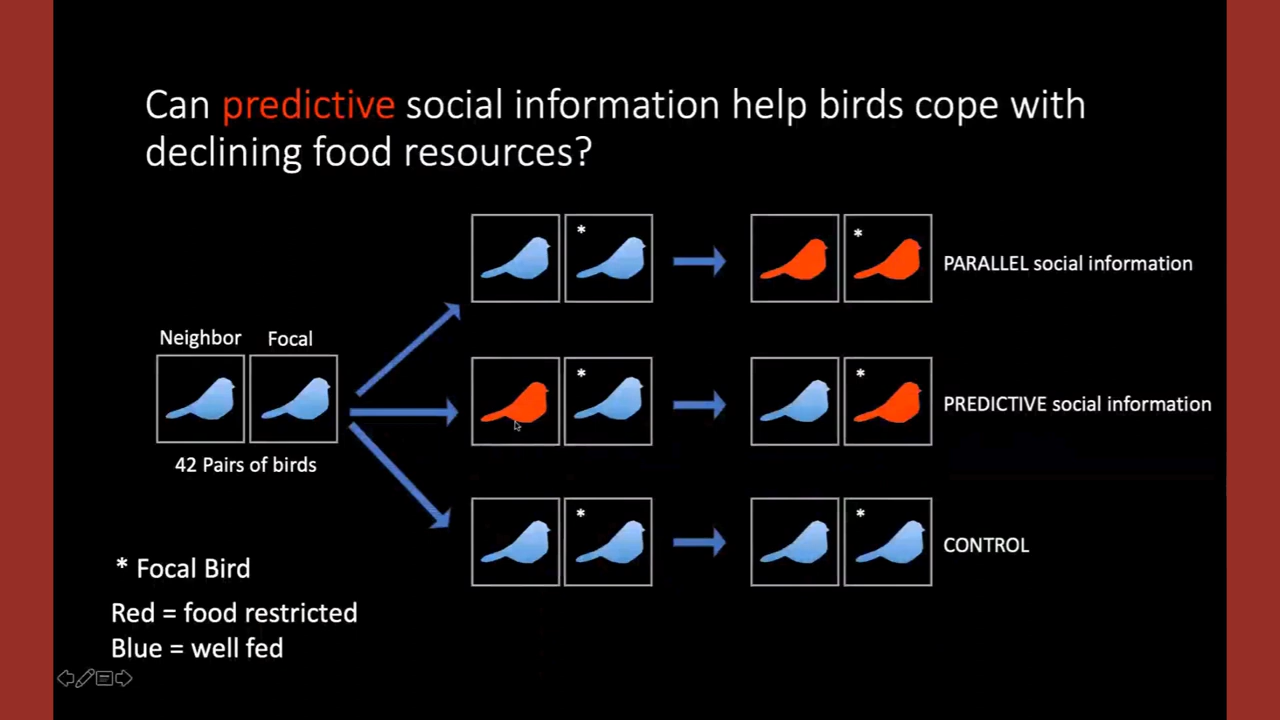 Can predictive social information help birds cope with
declining food resources?
*
*
PARALLEL social information
Neighbor Focal
*
*
PREDICTIVE social information
42 Pairs of birds
*
*
CONTROL
* Focal Bird
Red = food restricted
Blue = well fed